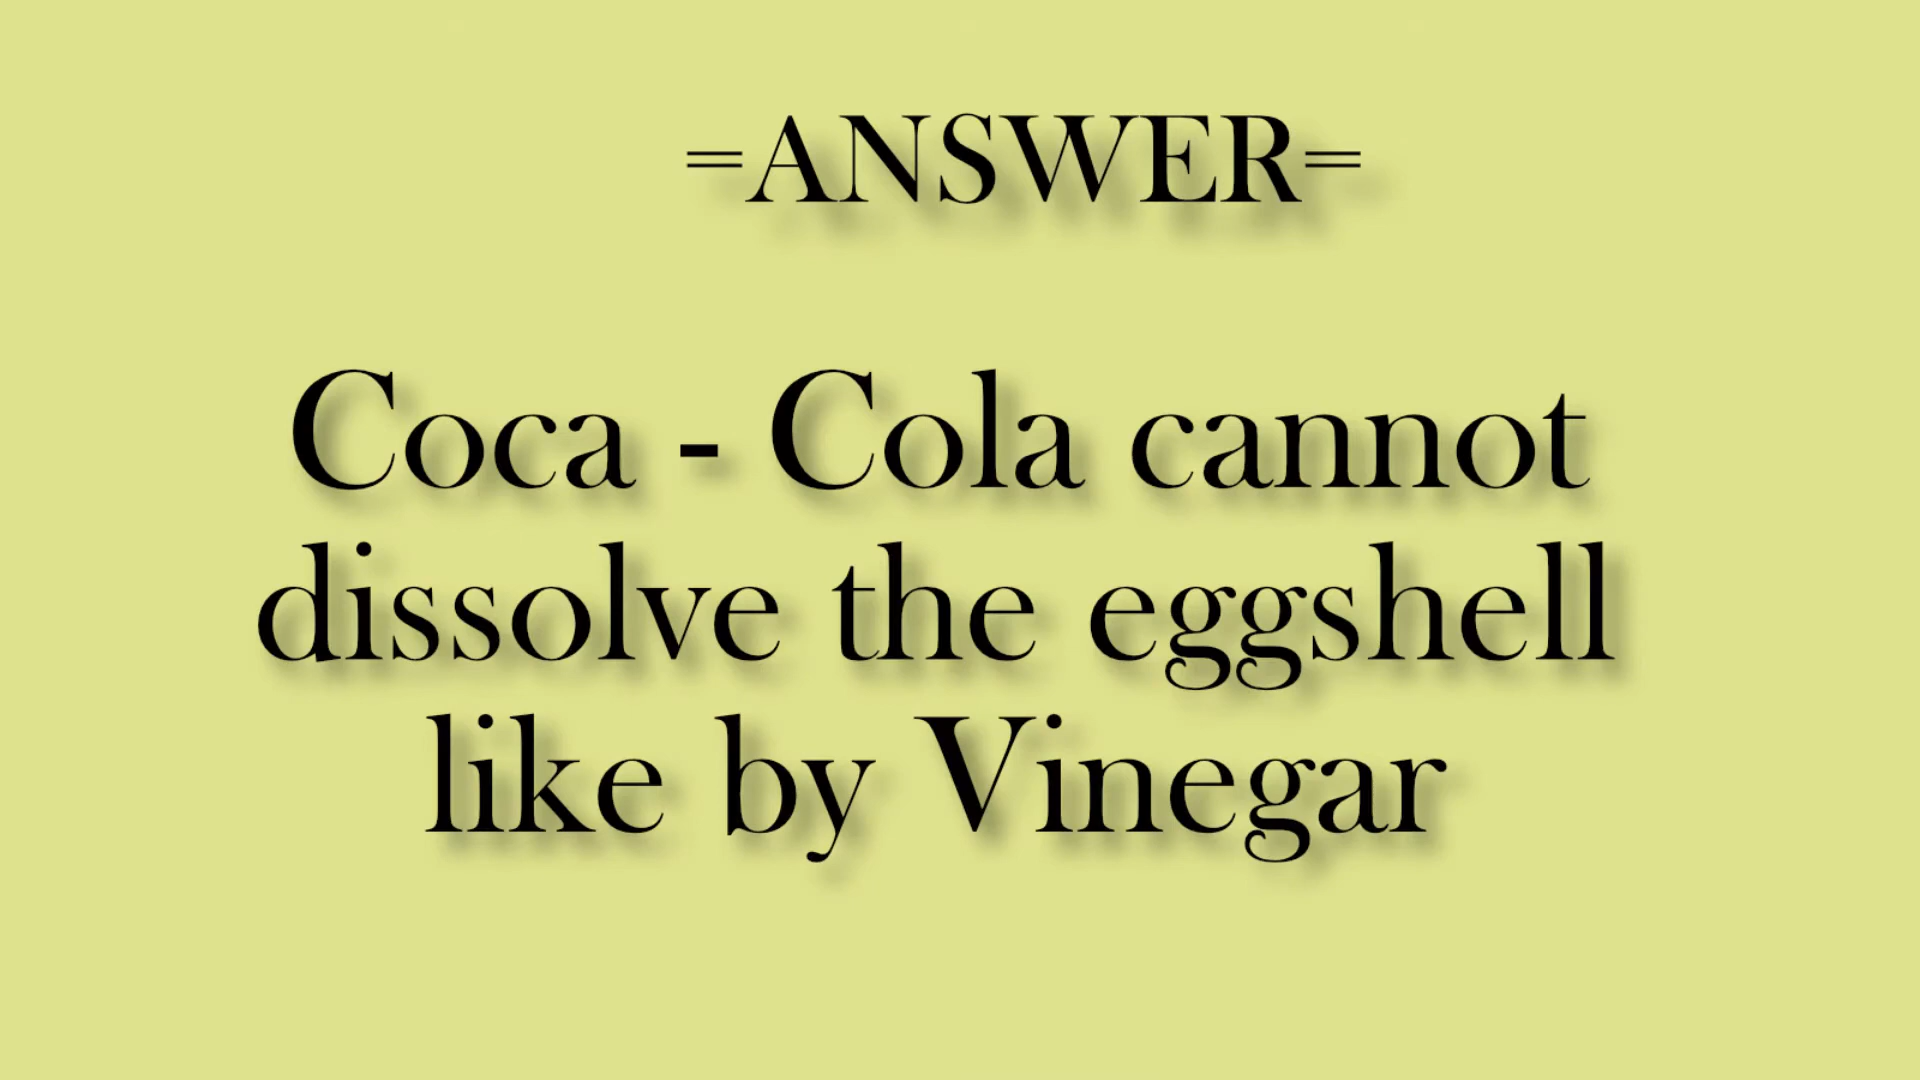 =ANSWER=
Coca - Cola cannot
dissolve the eggshell
like by Vinegar